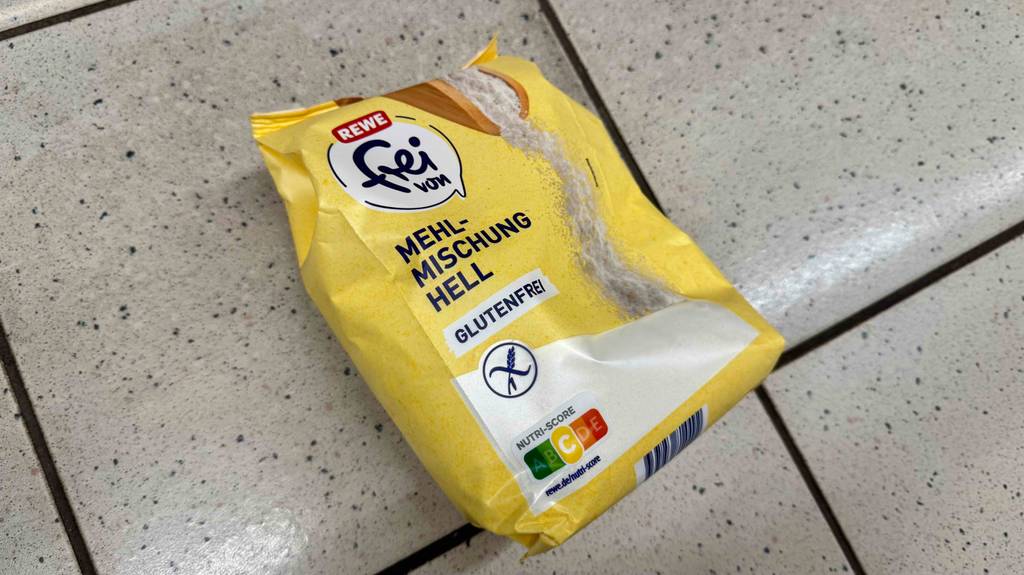 REWE
frei
von
MEHL-
MISCHUNG
HELL
GLUTENFREI
NUTRI-SCORE
A B C D E
rewe.de/nutri-score